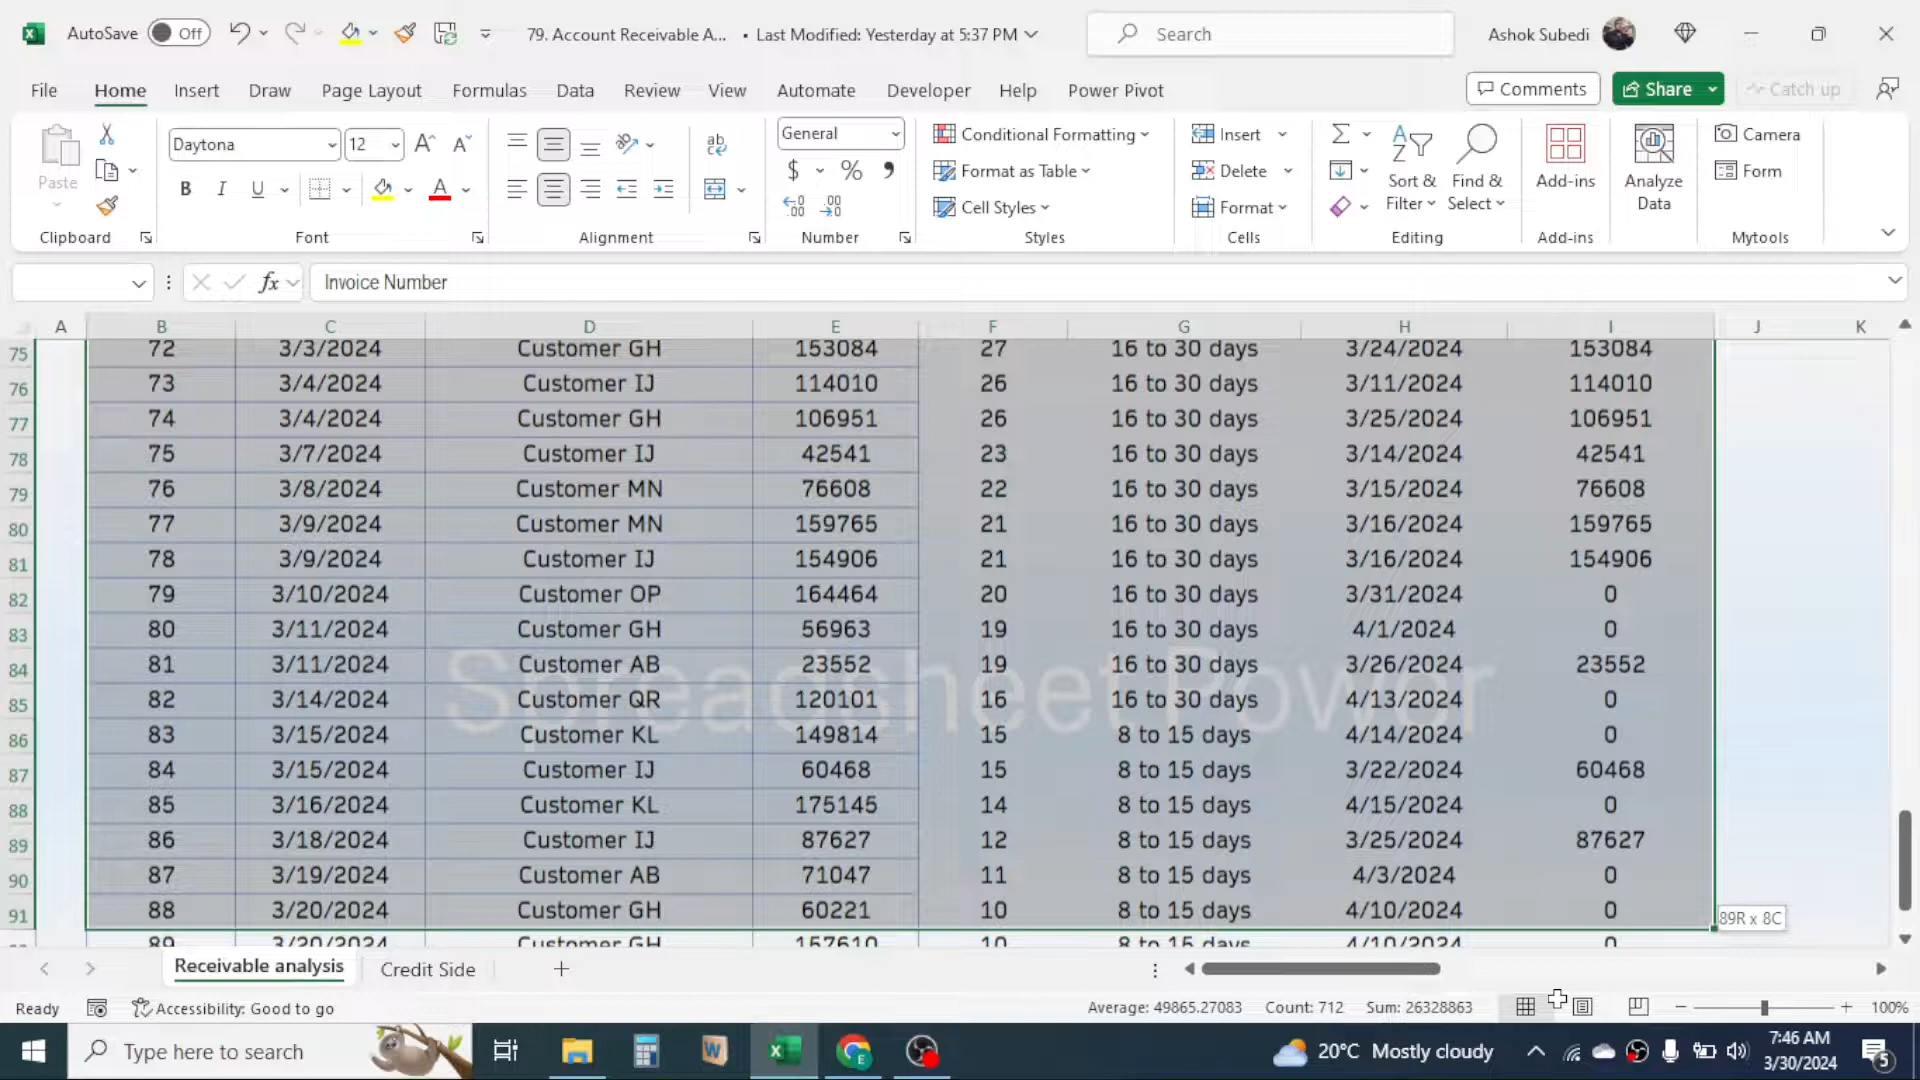 AutoSave Off 79. Account Receivable A... • Last Modified: Yesterday at 5:37 PM Search Ashok Subedi
File Home Insert Draw Page Layout Formulas Data Review View Automate Developer Help Power Pivot Comments Share Catch up
Paste Daytona 12 General Conditional Formatting Insert Sort & Filter Find & Select Add-ins Analyze Data Camera
B I U $ % Format as Table Delete Form
Cell Styles Format
Clipboard Font Alignment Number Styles Cells Editing Add-ins Mytools
fx Invoice Number
A B C D E F G H I J K
75 72 3/3/2024 Customer GH 153084 27 16 to 30 days 3/24/2024 153084
76 73 3/4/2024 Customer IJ 114010 26 16 to 30 days 3/11/2024 114010
77 74 3/4/2024 Customer GH 106951 26 16 to 30 days 3/25/2024 106951
78 75 3/7/2024 Customer IJ 42541 23 16 to 30 days 3/14/2024 42541
79 76 3/8/2024 Customer MN 76608 22 16 to 30 days 3/15/2024 76608
80 77 3/9/2024 Customer MN 159765 21 16 to 30 days 3/16/2024 159765
81 78 3/9/2024 Customer IJ 154906 21 16 to 30 days 3/16/2024 154906
82 79 3/10/2024 Customer OP 164464 20 16 to 30 days 3/31/2024 0
83 80 3/11/2024 Customer GH 56963 19 16 to 30 days 4/1/2024 0
84 81 3/11/2024 Customer AB 23552 19 16 to 30 days 3/26/2024 23552
Spreadsheet Power
85 82 3/14/2024 Customer QR 120101 16 16 to 30 days 4/13/2024 0
86 83 3/15/2024 Customer KL 149814 15 8 to 15 days 4/14/2024 0
87 84 3/15/2024 Customer IJ 60468 15 8 to 15 days 3/22/2024 60468
88 85 3/16/2024 Customer KL 175145 14 8 to 15 days 4/15/2024 0
89 86 3/18/2024 Customer IJ 87627 12 8 to 15 days 3/25/2024 87627
90 87 3/19/2024 Customer AB 71047 11 8 to 15 days 4/3/2024 0
91 88 3/20/2024 Customer GH 60221 10 8 to 15 days 4/10/2024 0 89R x 8C
89 3/20/2024 Customer GH 157610 10 8 to 15 days 4/10/2024 0
Receivable analysis Credit Side
Ready Accessibility: Good to go Average: 49865.27083 Count: 712 Sum: 26328863 100%
Type here to search 20°C Mostly cloudy 7:46 AM
3/30/2024 5